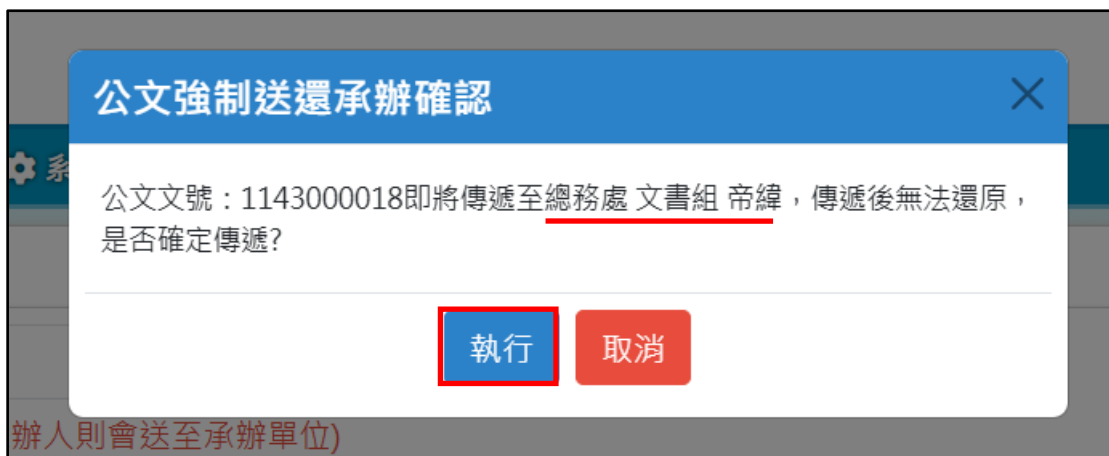 公文強制送還承辦確認
系
公文文號：1143000018即將傳遞至總務處 文書組 帝緯，傳遞後無法還原，
是否確定傳遞?
執行 取消
辦人則會送至承辦單位)